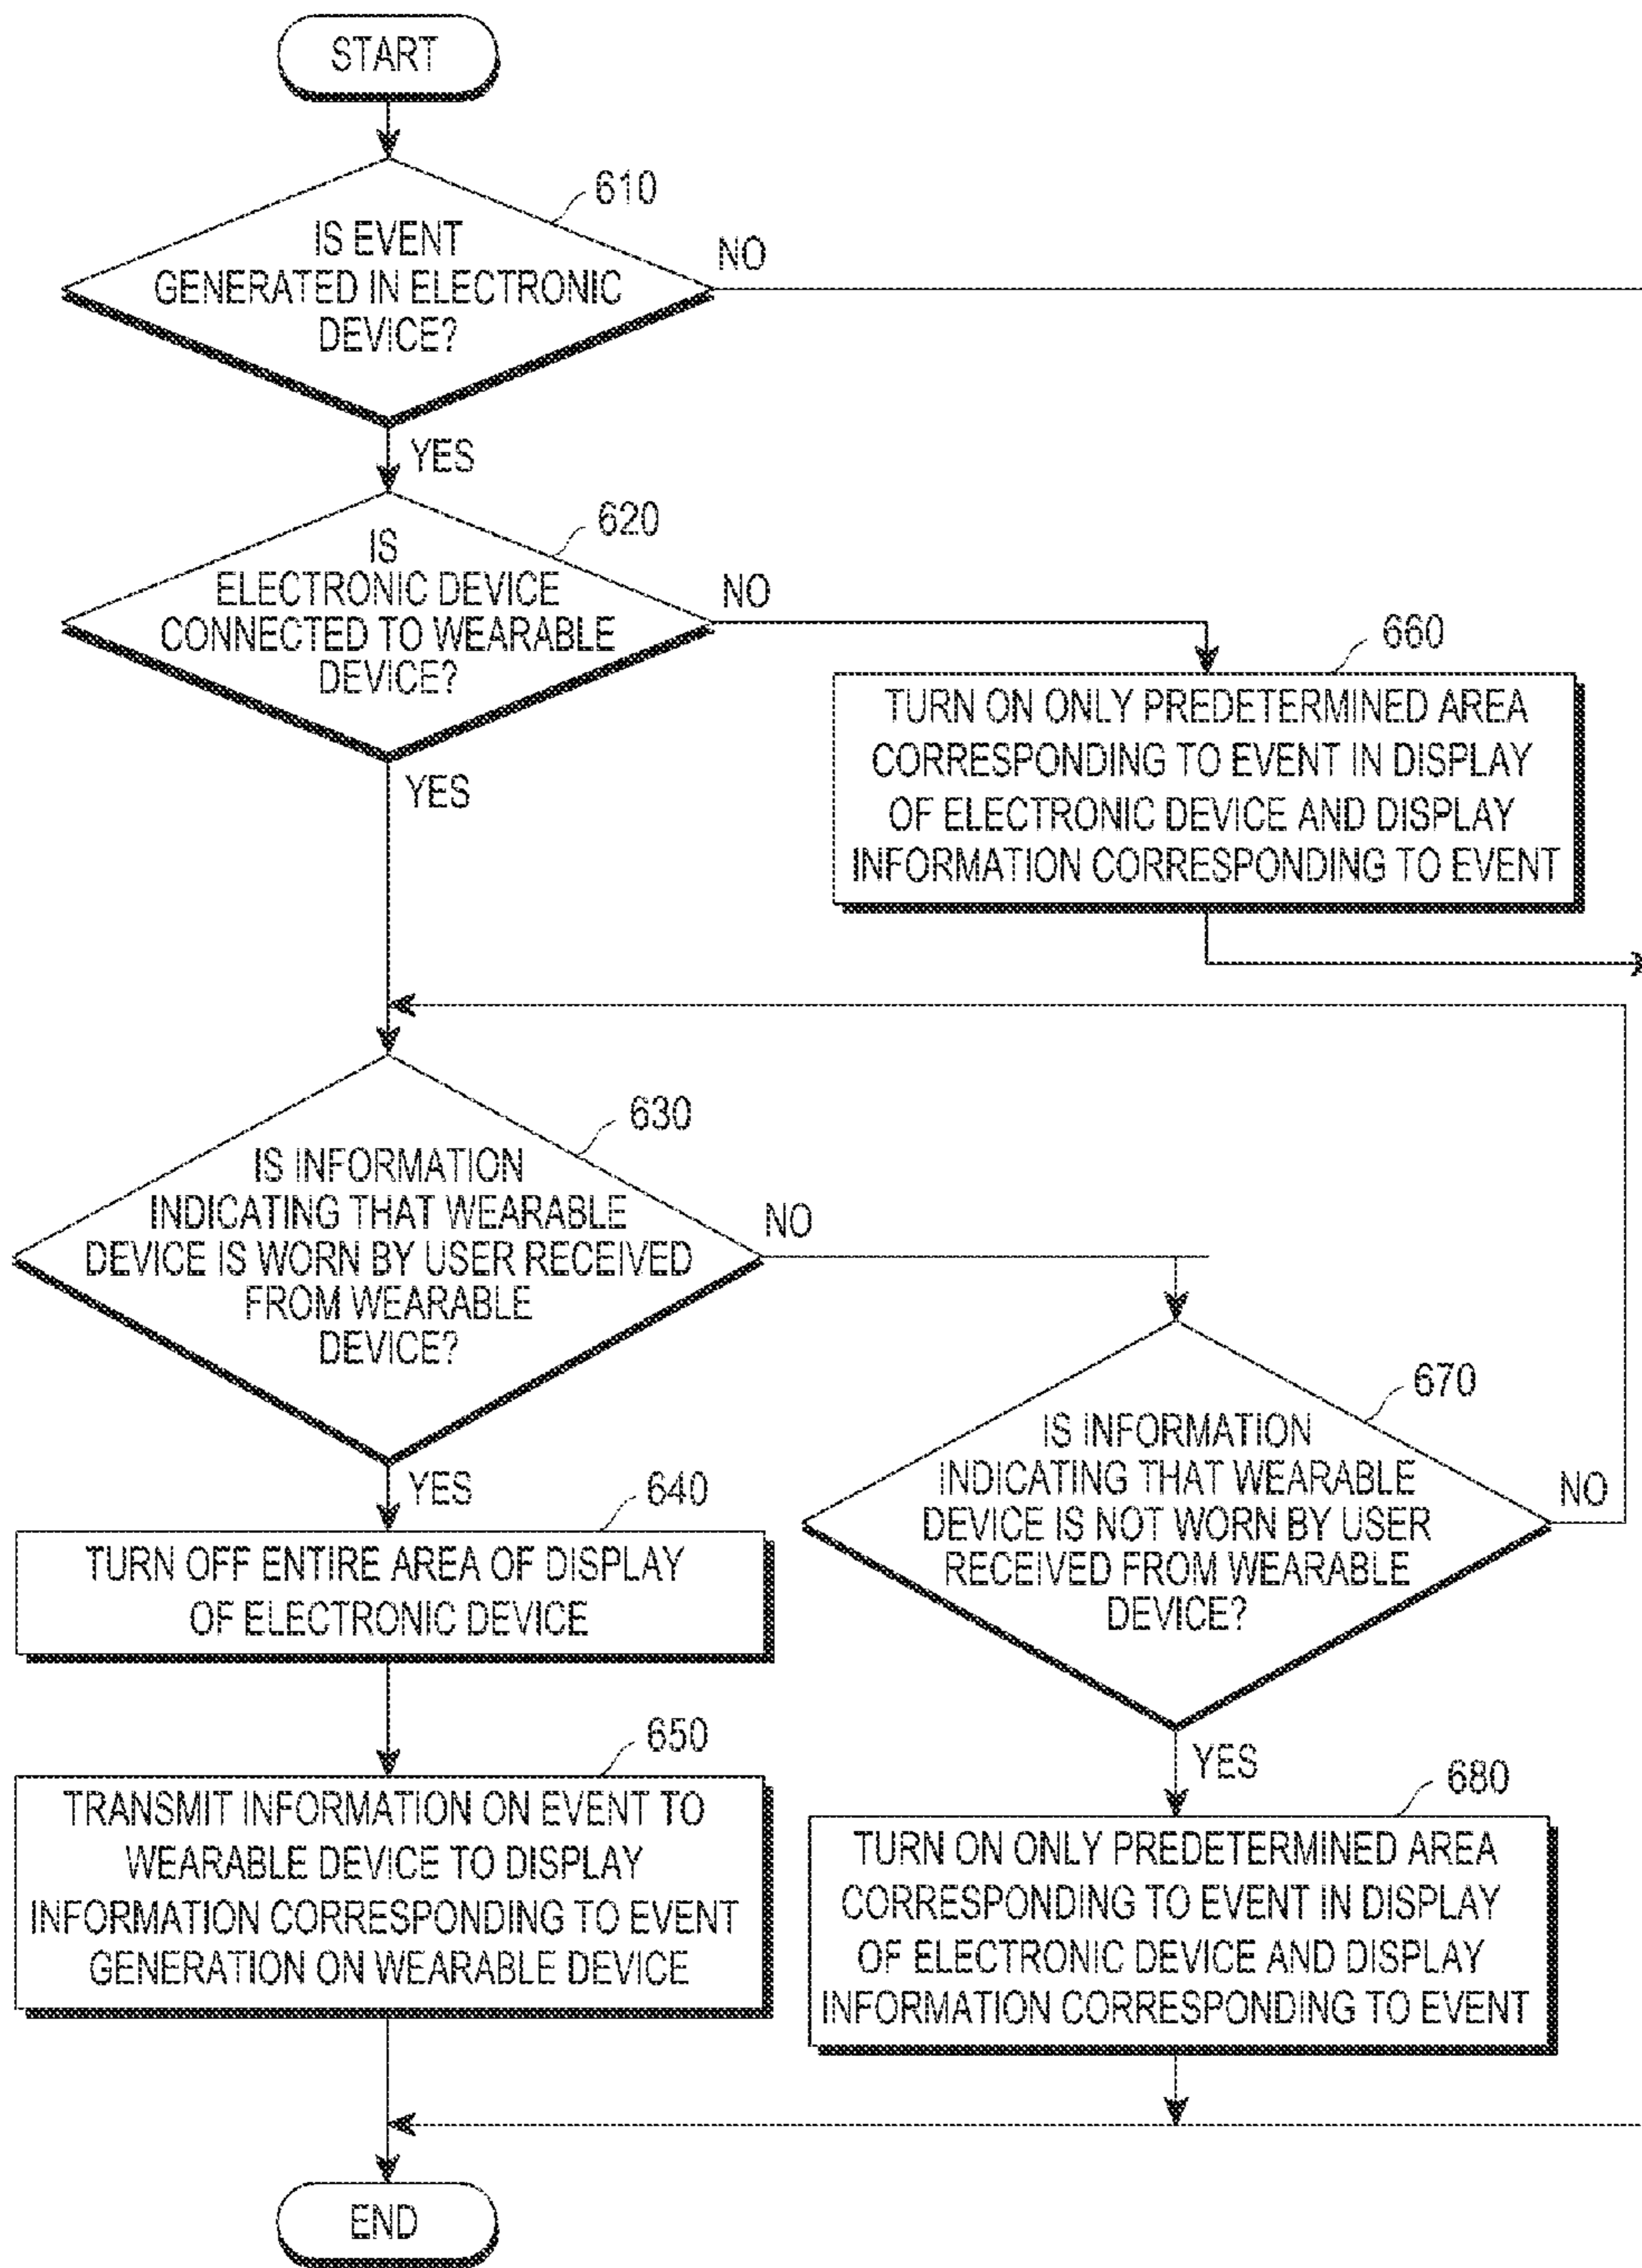 START
610
IS EVENT
GENERATED IN ELECTRONIC
DEVICE?
NO
YES
620
IS
ELECTRONIC DEVICE
CONNECTED TO WEARABLE
DEVICE?
NO
YES
660
TURN ON ONLY PREDETERMINED AREA
CORRESPONDING TO EVENT IN DISPLAY
OF ELECTRONIC DEVICE AND DISPLAY
INFORMATION CORRESPONDING TO EVENT
630
IS INFORMATION
INDICATING THAT WEARABLE
DEVICE IS WORN BY USER RECEIVED
FROM WEARABLE
DEVICE?
NO
YES
670
IS INFORMATION
INDICATING THAT WEARABLE
DEVICE IS NOT WORN BY USER
RECEIVED FROM WEARABLE
DEVICE?
NO
YES
640
TURN OFF ENTIRE AREA OF DISPLAY
OF ELECTRONIC DEVICE
650
TRANSMIT INFORMATION ON EVENT TO
WEARABLE DEVICE TO DISPLAY
INFORMATION CORRESPONDING TO EVENT
GENERATION ON WEARABLE DEVICE
680
TURN ON ONLY PREDETERMINED AREA
CORRESPONDING TO EVENT IN DISPLAY
OF ELECTRONIC DEVICE AND DISPLAY
INFORMATION CORRESPONDING TO EVENT
END